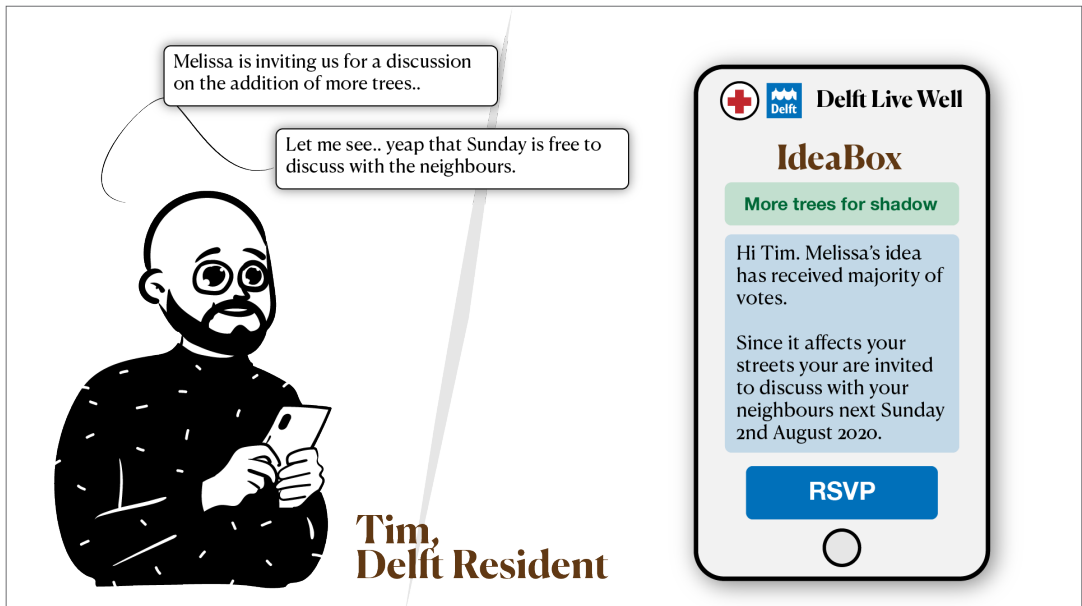 Melissa is inviting us for a discussion
on the addition of more trees..
Let me see.. yeap that Sunday is free to
discuss with the neighbours.
Tim,
Delft Resident
Delft
Delft Live Well
IdeaBox
More trees for shadow
Hi Tim. Melissa's idea
has received majority of
votes.
Since it affects your
streets your are invited
to discuss with your
neighbours next Sunday
2nd August 2020.
RSVP